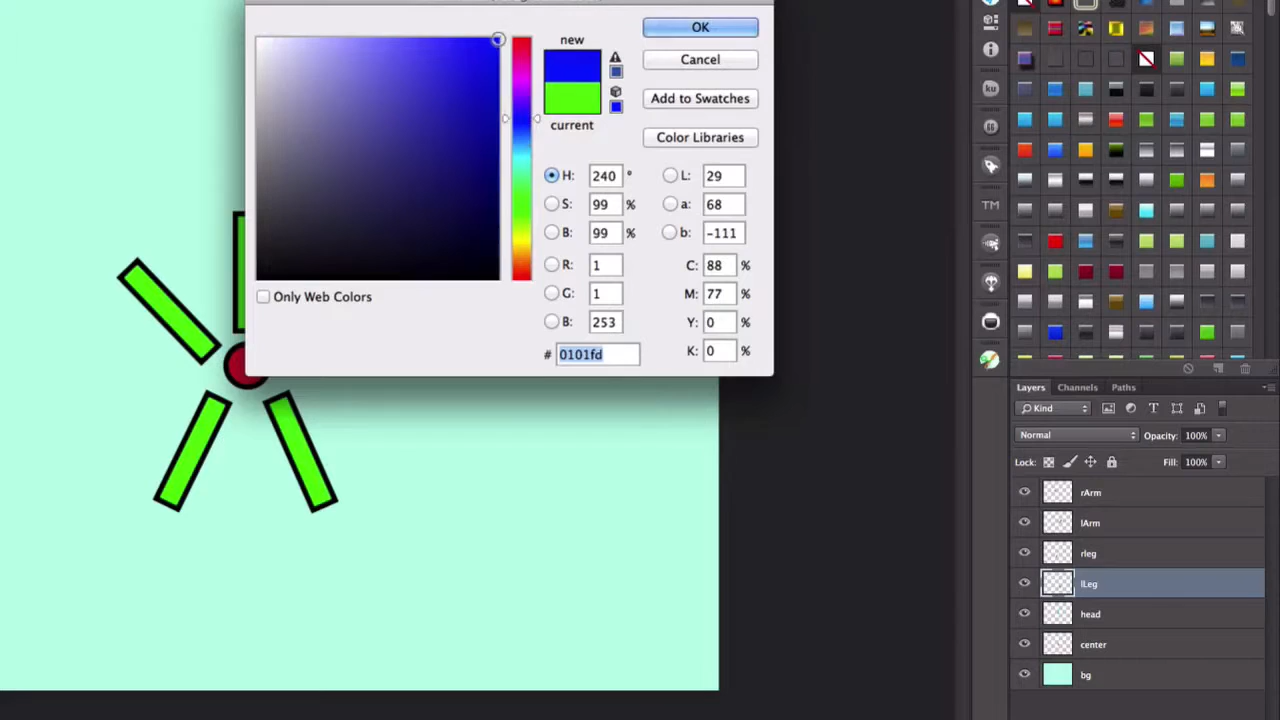 OK
new
Cancel
Add to Swatches
current
Color Libraries
H: 240 °
L: 29
S: 99 %
a: 68
B: 99 %
b: -111
R: 1
C: 88 %
G: 1
M: 77 %
Only Web Colors
B: 253
Y: 0 %
# 0101fd
K: 0 %
ku
TM
Layers Channels Paths
Kind
Normal
Opacity: 100%
Lock:
Fill: 100%
rArm
lArm
rleg
lLeg
head
center
bg